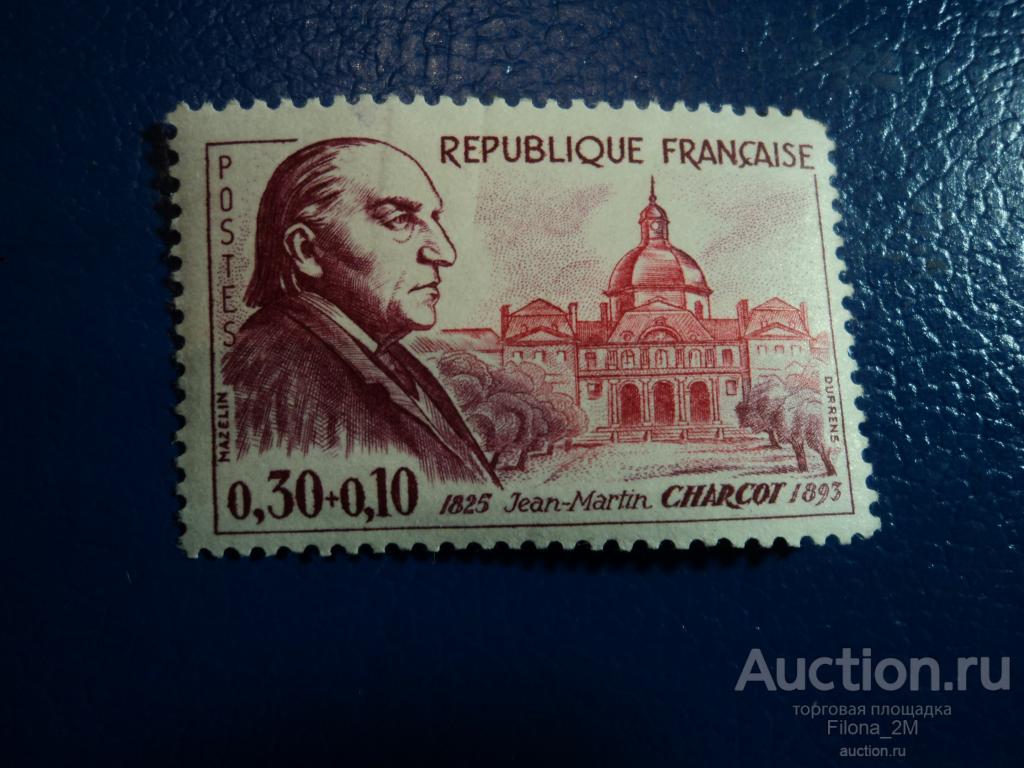 REPUBLIQUE FRANÇAISE
POSTES
MAZELIN
DURRENS
0,30+0,10
1825 Jean-Martin CHARCOT 1893
Auction.ru
торговая площадка
Filona_2M
auction.ru